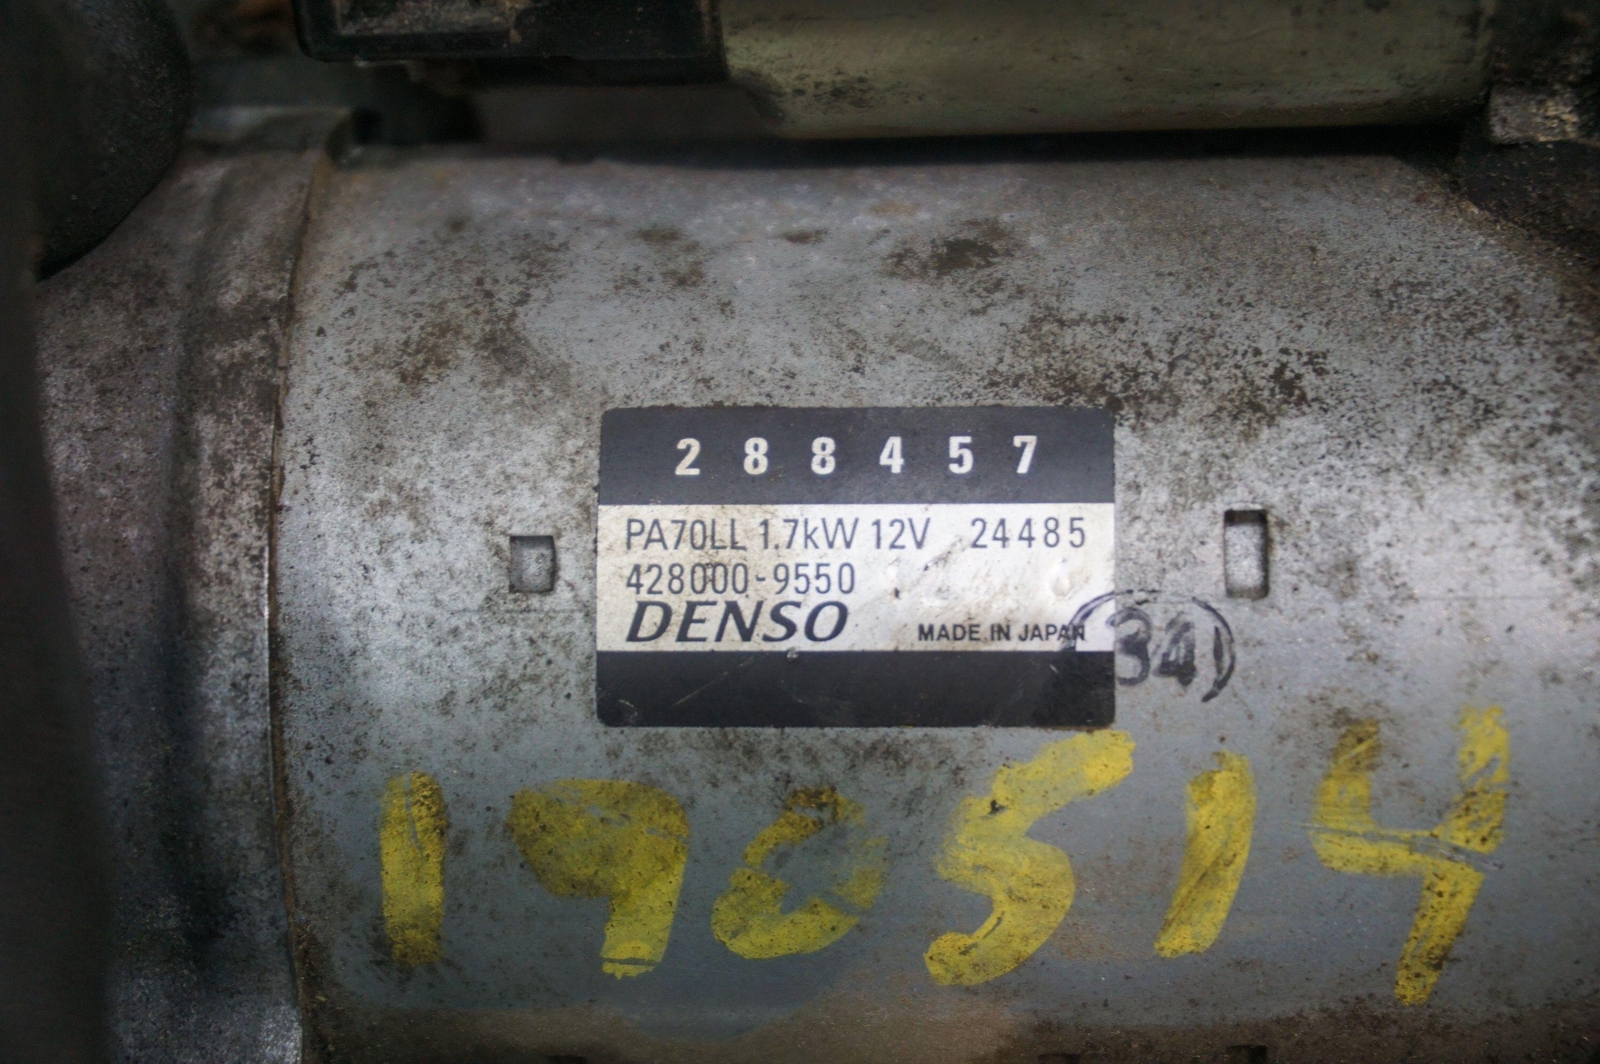 288457
PA70LL 1.7kW 12V 24485
428000-9550
DENSO MADE IN JAPAN
34
190514